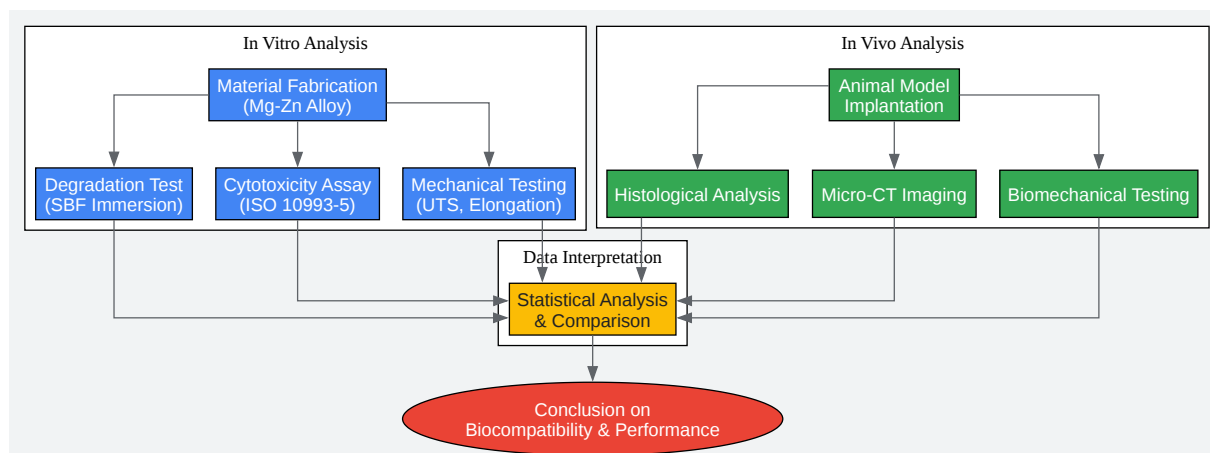 In Vitro Analysis
Material Fabrication
(Mg-Zn Alloy)
Degradation Test
(SBF Immersion)
Cytotoxicity Assay
(ISO 10993-5)
Mechanical Testing
(UTS, Elongation)
In Vivo Analysis
Animal Model
Implantation
Histological Analysis
Micro-CT Imaging
Biomechanical Testing
Data Interpretation
Statistical Analysis
& Comparison
Conclusion on
Biocompatibility & Performance